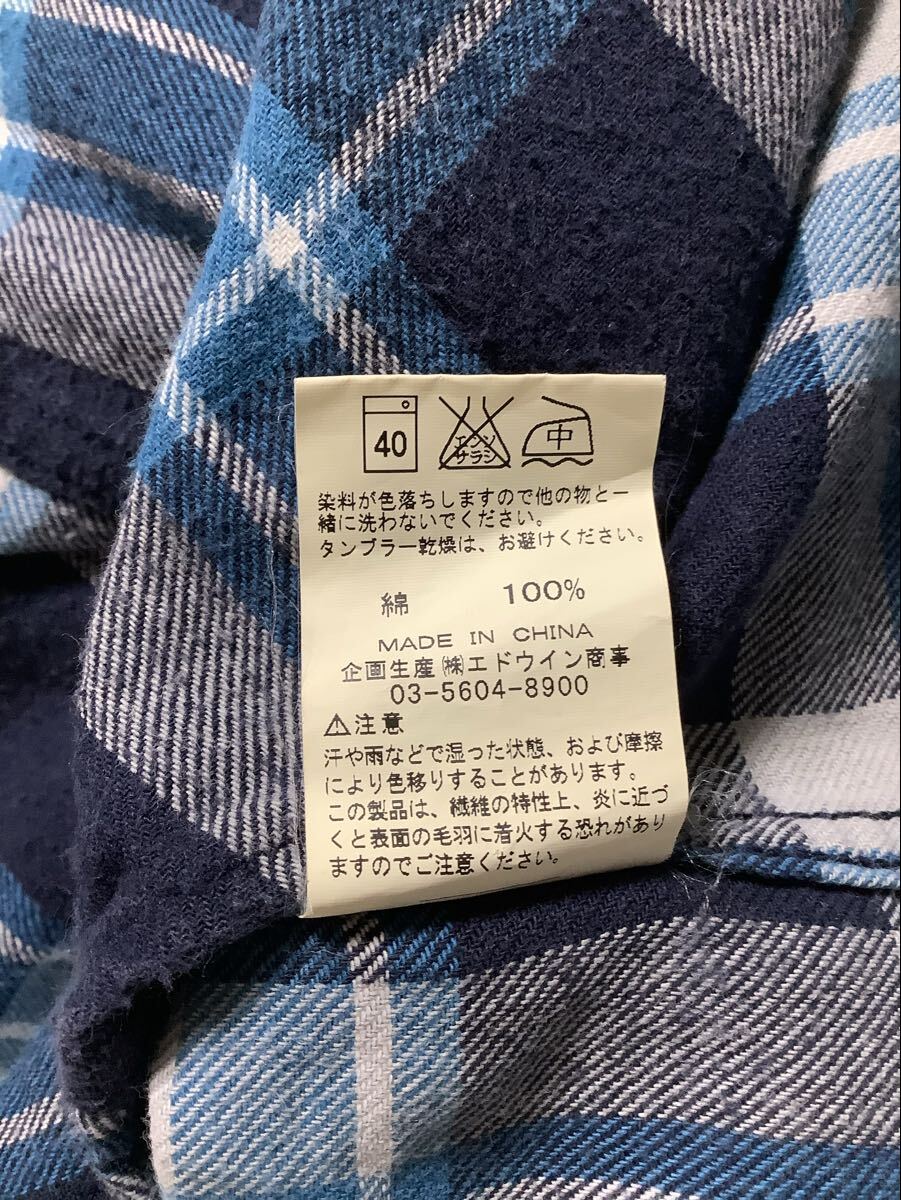 40
エンソ
サラシ
中
染料が色落ちしますので他の物と一
緒に洗わないでください。
タンブラー乾燥は、お避けください。
綿 100%
MADE IN CHINA
企画生産㈱エドウイン商事
03-5604-8900
⚠注意
汗や雨などで湿った状態、および摩擦
により色移りすることがあります。
この製品は、繊維の特性上、炎に近づ
くと表面の毛羽に着火する恐れがあり
ますのでご注意ください。